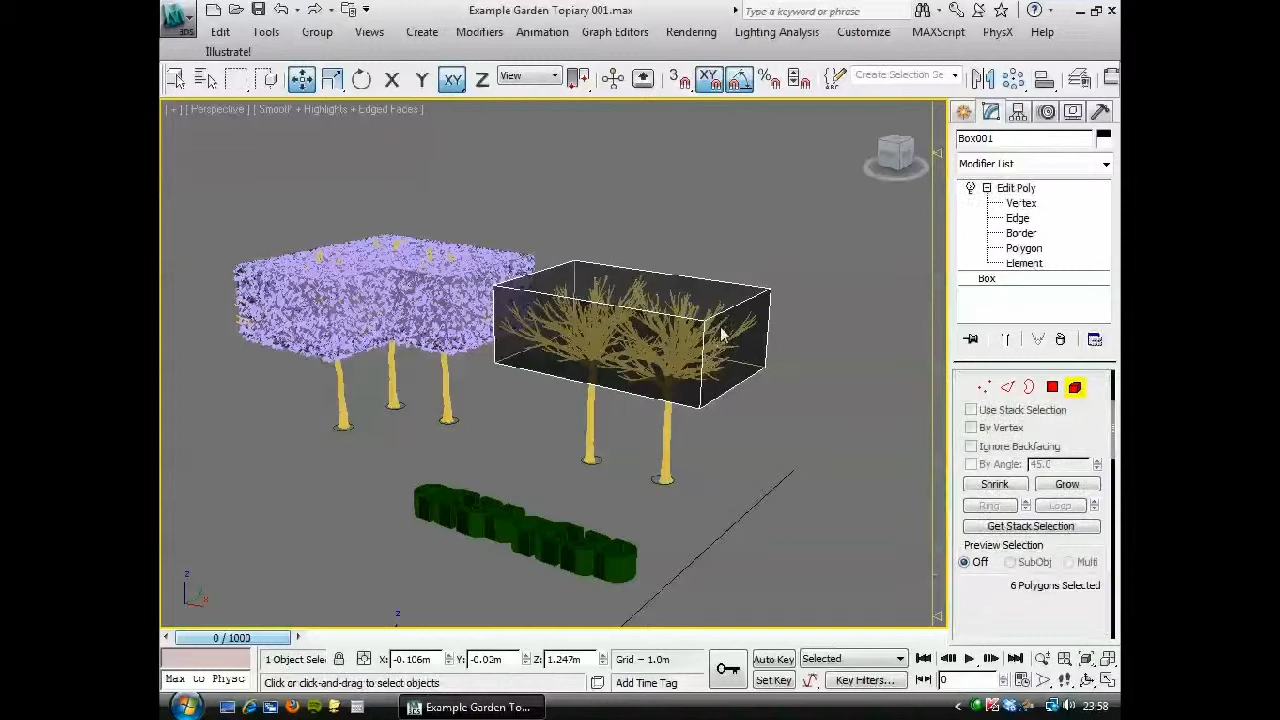 Example Garden Topiary 001.max
Type a keyword or phrase
Edit Tools Group Views Create Modifiers Animation Graph Editors Rendering Lighting Analysis Customize MAXScript PhysX Help
Illustrate!
X Y XY Z View 3 XY % Create Selection Se
[ + ] [ Perspective ] [ Smooth + Highlights + Edged Faces ]
Box001
Modifier List
Edit Poly
Vertex
Edge
Border
Polygon
Element
Box
Use Stack Selection
By Vertex
Ignore Backfacing
By Angle: 45.0
Shrink Grow
Ring Loop
Get Stack Selection
Preview Selection
Off SubObj Multi
6 Polygons Selected
z
x
z
0 / 1000
1 Object Selec X: -0.106m Y: -0.03m Z: 1.247m Grid = 1.0m Auto Key Selected
Max to Physc Click or click-and-drag to select objects Add Time Tag Set Key Key Filters... 0
Example Garden To... 23:58